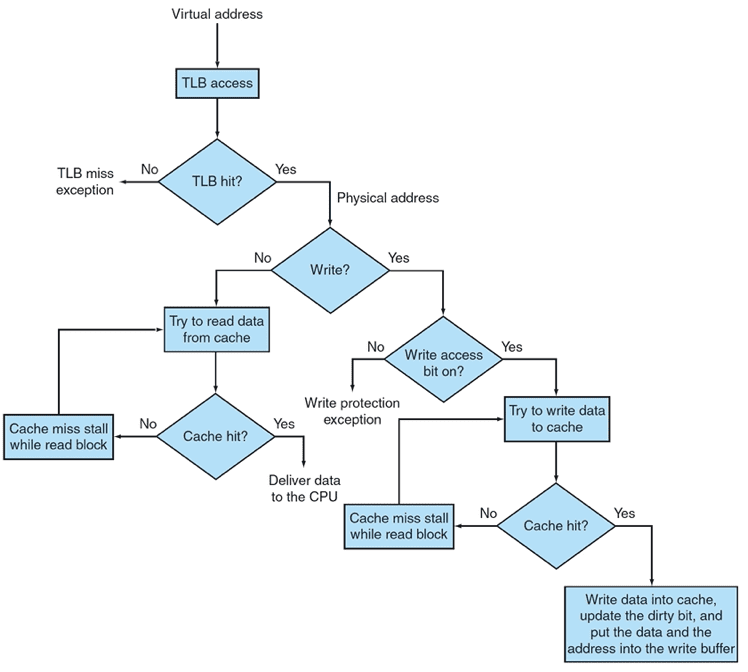 Virtual address
TLB access
TLB hit?
No
Yes
TLB miss
exception
Physical address
Write?
No
Yes
Try to read data
from cache
Write access
bit on?
No
Yes
Write protection
exception
Try to write data
to cache
Cache hit?
No
Yes
Cache miss stall
while read block
Deliver data
to the CPU
Cache hit?
No
Yes
Cache miss stall
while read block
Write data into cache,
update the dirty bit, and
put the data and the
address into the write buffer